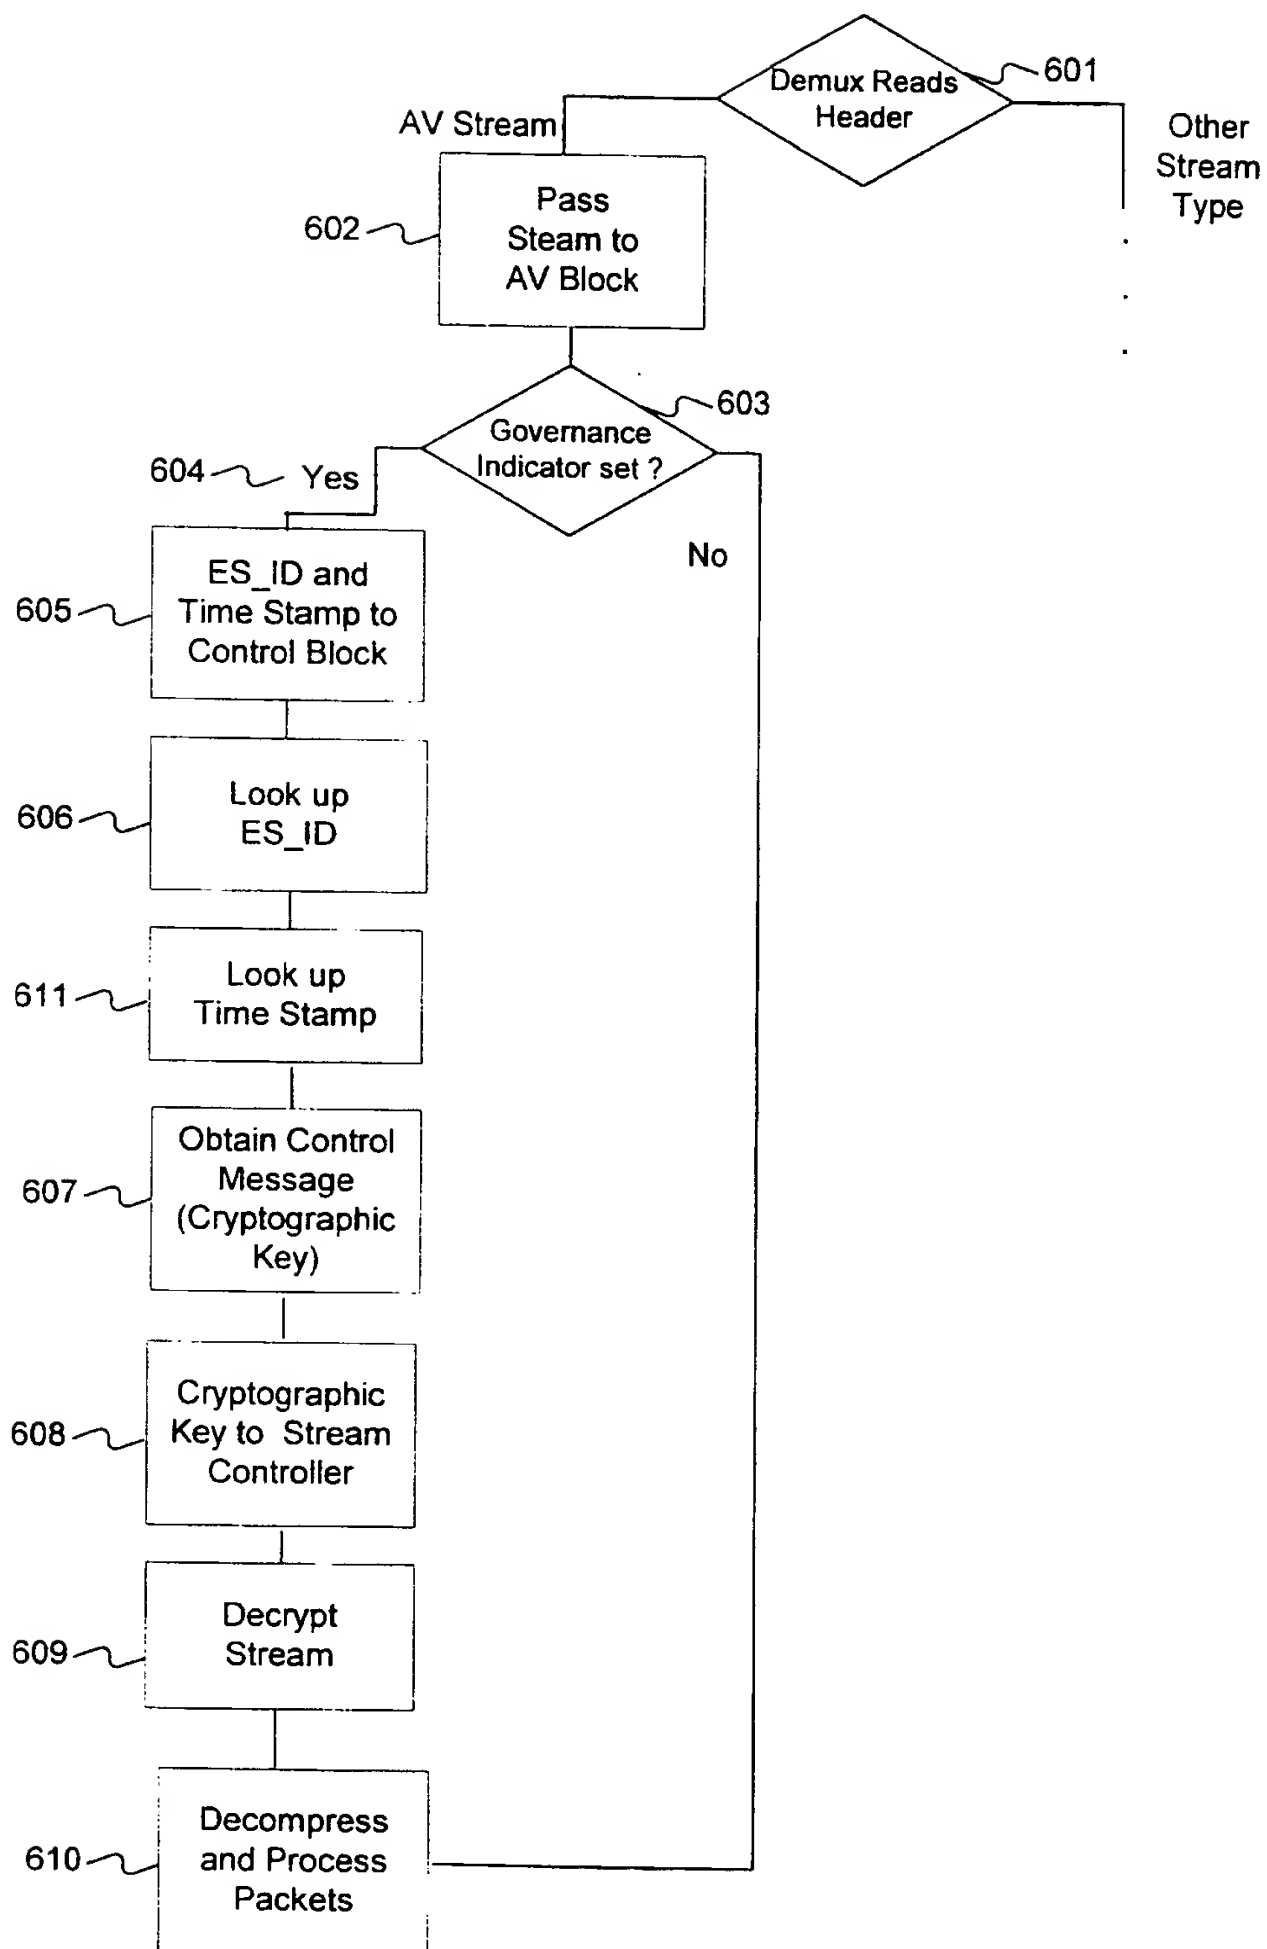 Demux Reads
Header
601
AV Stream
Other
Stream
Type
Pass
Steam to
AV Block
602
603
Governance
Indicator set ?
604
Yes
No
ES_ID and
Time Stamp to
Control Block
605
Look up
ES_ID
606
Look up
Time Stamp
611
Obtain Control
Message
(Cryptographic
Key)
607
Cryptographic
Key to Stream
Controller
608
Decrypt
Stream
609
Decompress
and Process
Packets
610